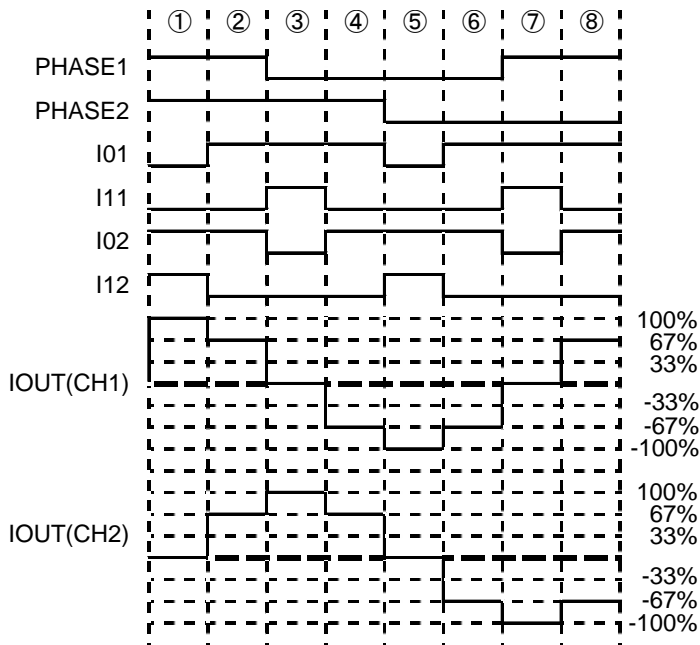 ① ② ③ ④ ⑤ ⑥ ⑦ ⑧
PHASE1
PHASE2
I01
I11
I02
I12
IOUT(CH1)
100%
67%
33%
-33%
-67%
-100%
IOUT(CH2)
100%
67%
33%
-33%
-67%
-100%